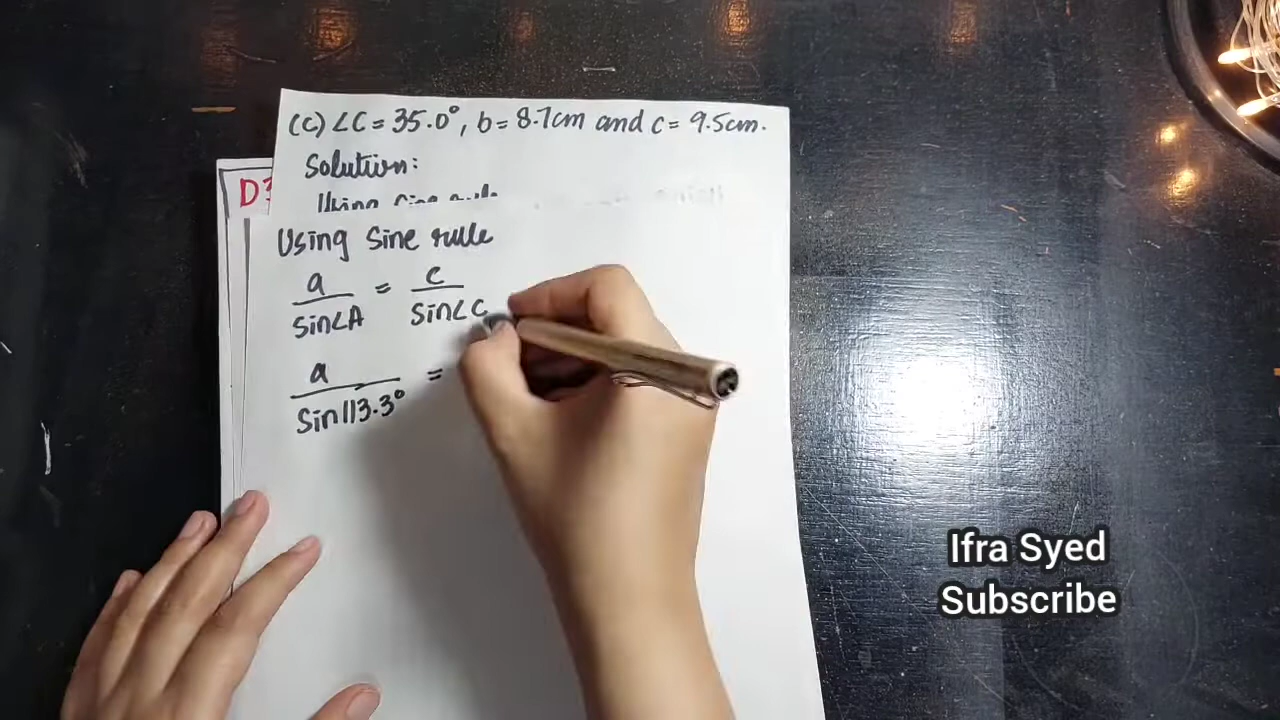 (c) ∠C = 35.0°, b = 8.7cm and c = 9.5cm.
Solution:
D
Using Sine rule
a/sin∠A = c/sin∠C
a/sin113.3° =
Ifra Syed
Subscribe